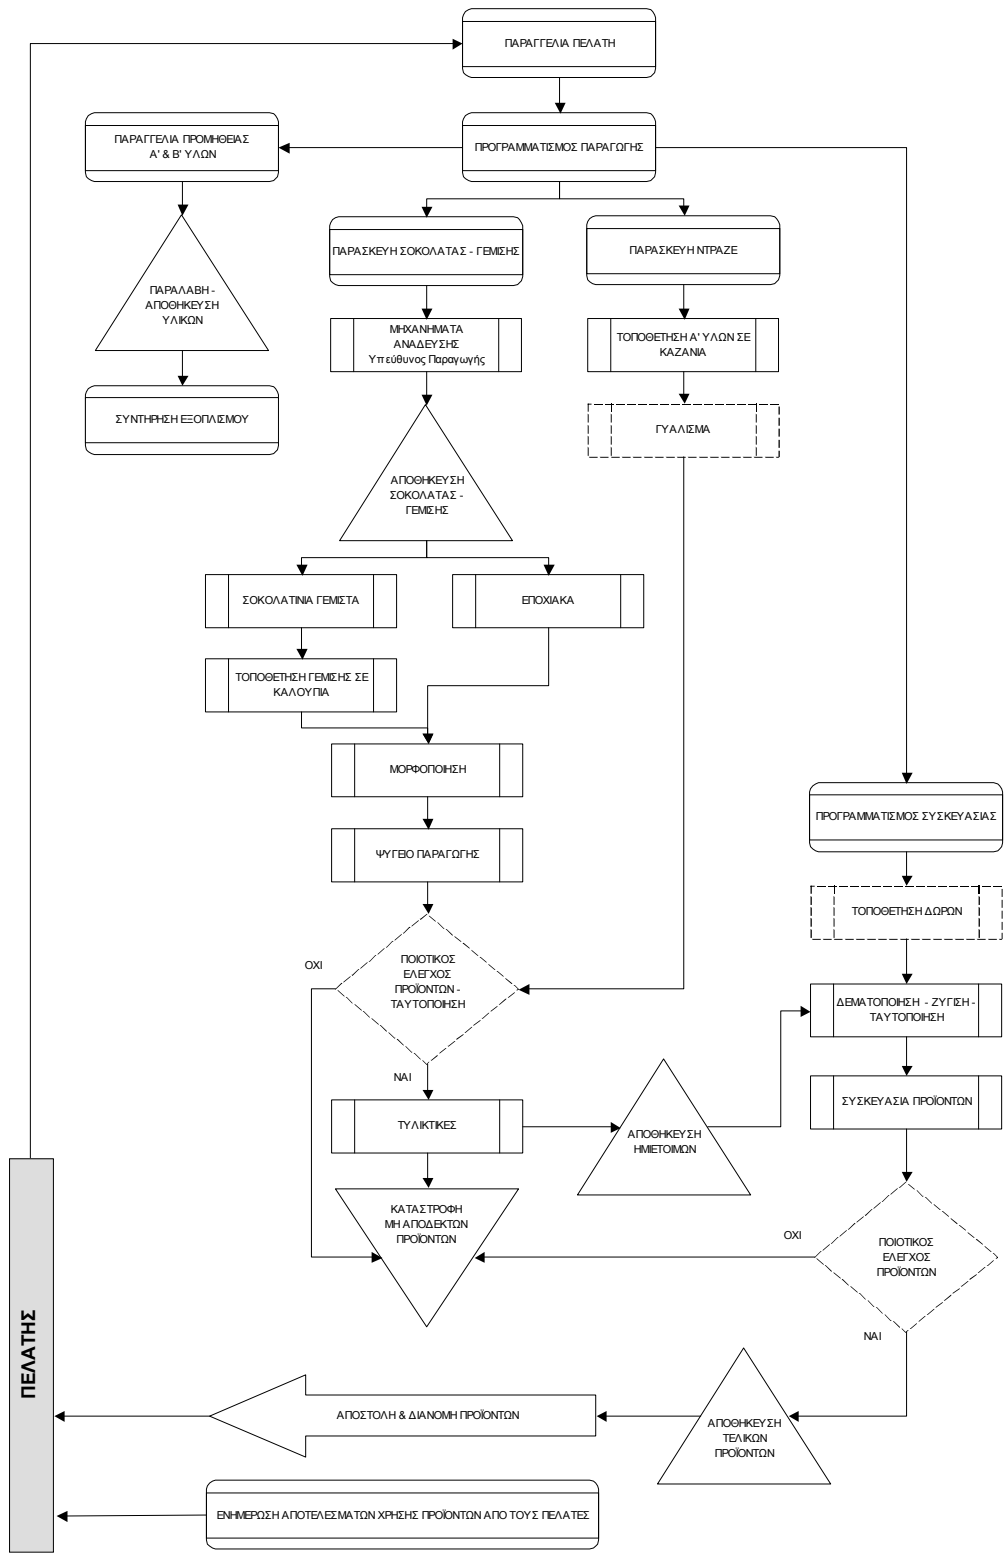 ΠΑΡΑΓΓΕΛΙΑ ΠΕΛΑΤΗ
ΠΑΡΑΓΓΕΛΙΑ ΠΡΟΜΗΘΕΙΑΣ
Α' & Β' ΥΛΩΝ
ΠΡΟΓΡΑΜΜΑΤΙΣΜΟΣ ΠΑΡΑΓΩΓΗΣ
ΠΑΡΑΣΚΕΥΗ ΣΟΚΟΛΑΤΑΣ - ΓΕΜΙΣΗΣ
ΠΑΡΑΣΚΕΥΗ ΝΤΡΑΖΕ
ΠΑΡΑΛΑΒΗ -
ΑΠΟΘΗΚΕΥΣΗ
ΥΛΙΚΩΝ
ΜΗΧΑΝΗΜΑΤΑ
ΑΝΑΔΕΥΣΗΣ
Υπεύθυνος Παραγωγής
ΤΟΠΟΘΕΤΗΣΗ Α' ΥΛΩΝ ΣΕ
ΚΑΖΑΝΙΑ
ΣΥΝΤΗΡΗΣΗ ΕΞΟΠΛΙΣΜΟΥ
ΓΥΑΛΙΣΜΑ
ΑΠΟΘΗΚΕΥΣΗ
ΣΟΚΟΛΑΤΑΣ -
ΓΕΜΙΣΗΣ
ΣΟΚΟΛΑΤΙΝΙΑ ΓΕΜΙΣΤΑ
ΕΠΟΧΙΑΚΑ
ΤΟΠΟΘΕΤΗΣΗ ΓΕΜΙΣΗΣ ΣΕ
ΚΑΛΟΥΠΙΑ
ΜΟΡΦΟΠΟΙΗΣΗ
ΠΡΟΓΡΑΜΜΑΤΙΣΜΟΣ ΣΥΣΚΕΥΑΣΙΑΣ
ΨΥΓΕΙΟ ΠΑΡΑΓΩΓΗΣ
ΤΟΠΟΘΕΤΗΣΗ ΔΩΡΩΝ
ΟΧΙ
ΠΟΙΟΤΙΚΟΣ
ΕΛΕΓΧΟΣ
ΠΡΟΪΟΝΤΩΝ -
ΤΑΥΤΟΠΟΙΗΣΗ
ΔΕΜΑΤΟΠΟΙΗΣΗ - ΖΥΓΙΣΗ -
ΤΑΥΤΟΠΟΙΗΣΗ
ΝΑΙ
ΣΥΣΚΕΥΑΣΙΑ ΠΡΟΪΟΝΤΩΝ
ΤΥΛΙΚΤΙΚΕΣ
ΑΠΟΘΗΚΕΥΣΗ
ΗΜΙΕΤΟΙΜΩΝ
ΚΑΤΑΣΤΡΟΦΗ
ΜΗ ΑΠΟΔΕΚΤΩΝ
ΠΡΟΪΟΝΤΩΝ
ΟΧΙ
ΠΟΙΟΤΙΚΟΣ
ΕΛΕΓΧΟΣ
ΠΡΟΪΟΝΤΩΝ
ΝΑΙ
ΠΕΛΑΤΗΣ
ΑΠΟΣΤΟΛΗ & ΔΙΑΝΟΜΗ ΠΡΟΪΟΝΤΩΝ
ΑΠΟΘΗΚΕΥΣΗ
ΤΕΛΙΚΩΝ
ΠΡΟΪΟΝΤΩΝ
ΕΝΗΜΕΡΩΣΗ ΑΠΟΤΕΛΕΣΜΑΤΩΝ ΧΡΗΣΗΣ ΠΡΟΪΟΝΤΩΝ ΑΠΟ ΤΟΥΣ ΠΕΛΑΤΕΣ